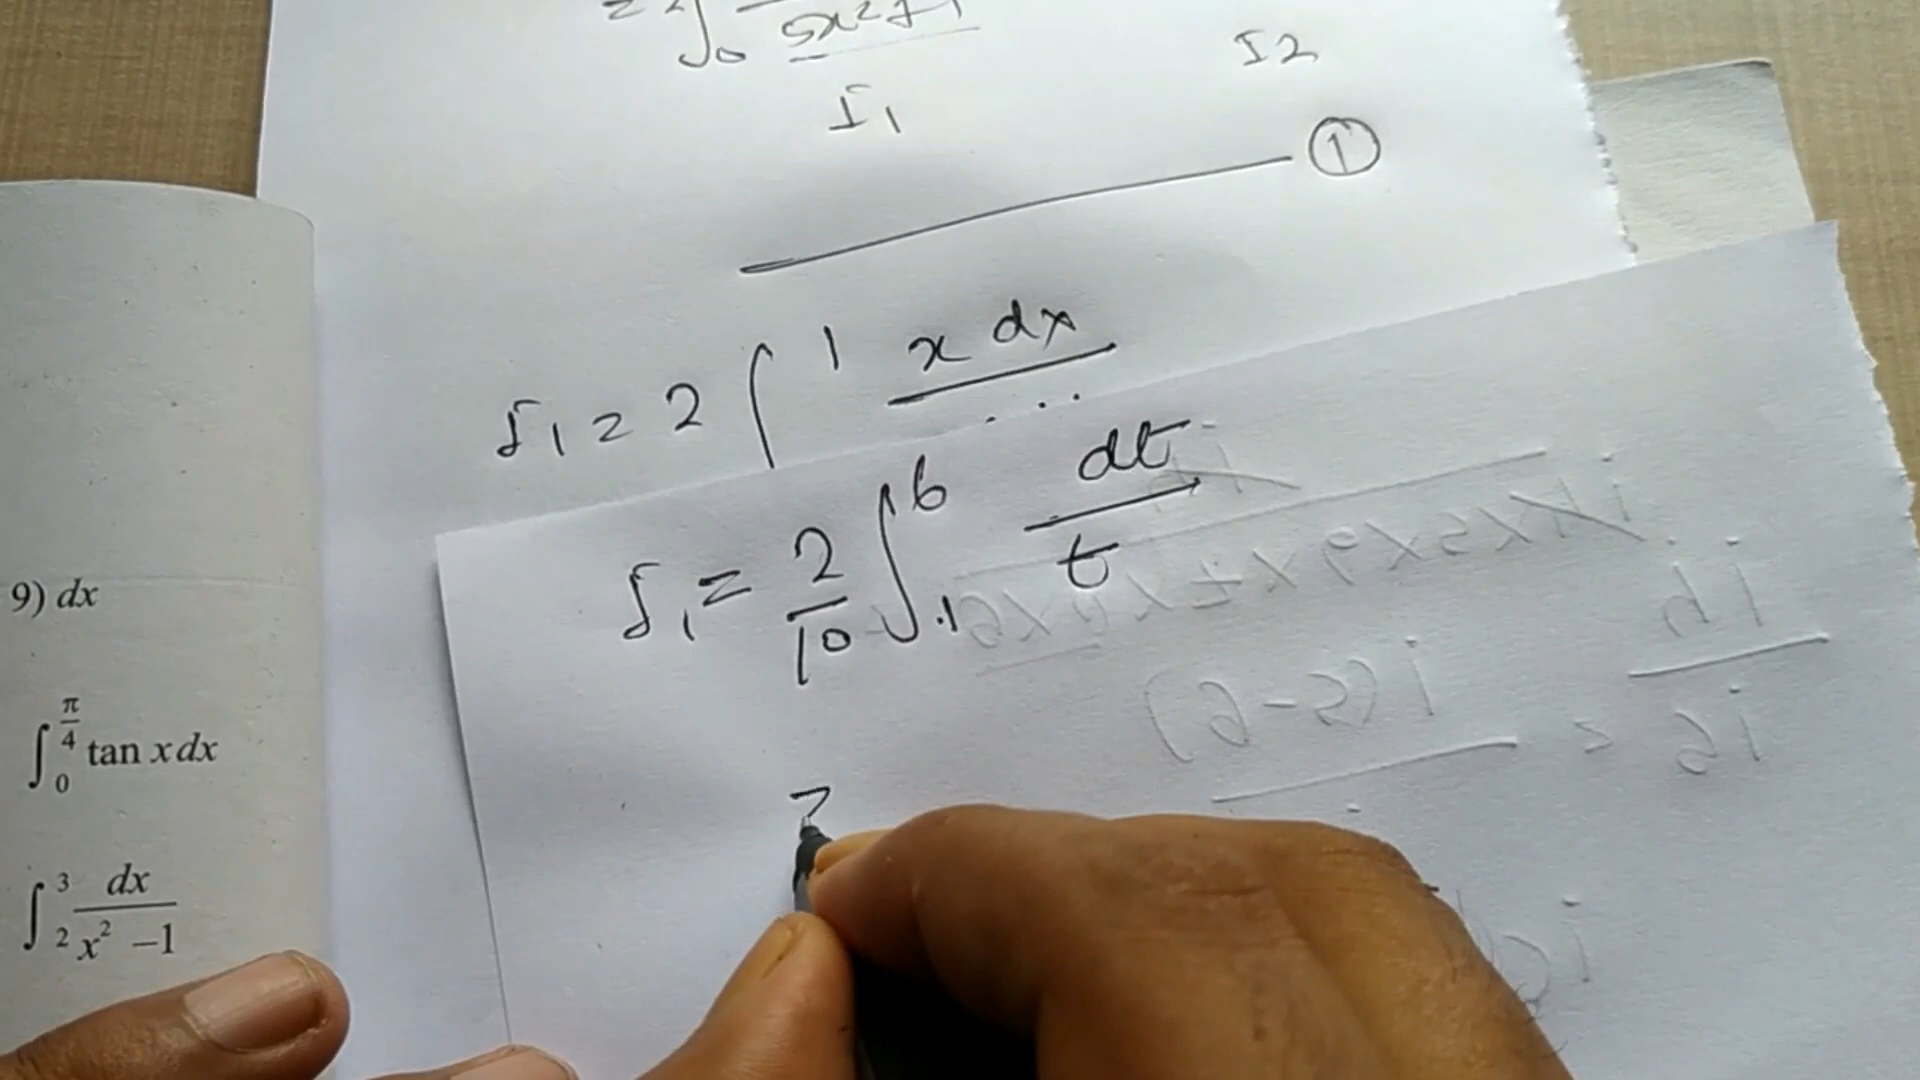 = 2 ∫₀ 5x²+1
I₁ I2
①
I₁ = 2 ∫ 1 x dx
I₁ = 2/10 ∫₁⁶ dt/t
=
9) dx
∫₀^(π/4) tan x dx
∫₂³ dx/(x² −1)